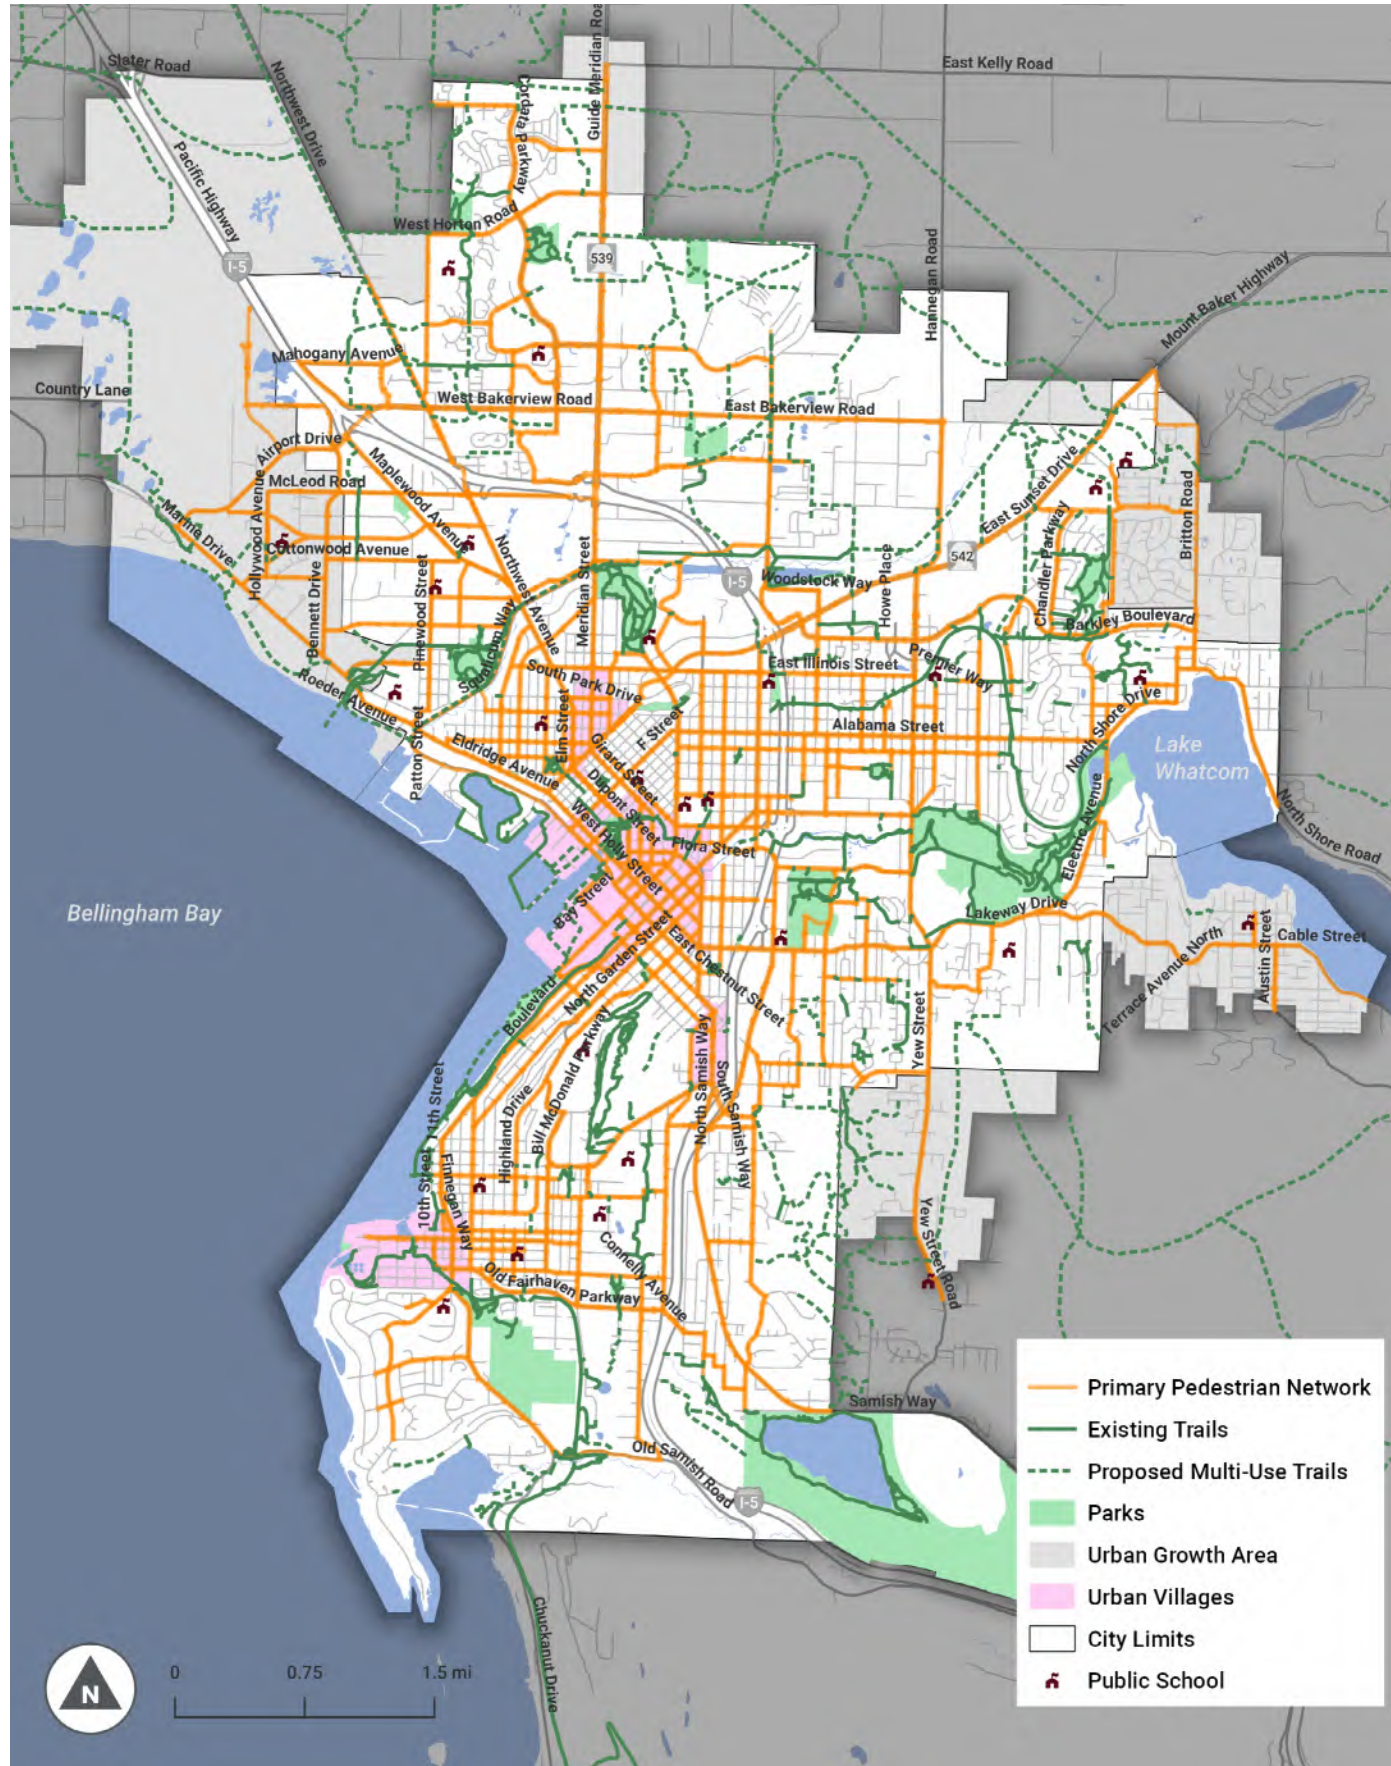 Slater Road
Northwest Drive
Cordata Parkway
Guide Meridian Roa
East Kelly Road
Pacific Highway
West Horton Road
I-5
539
Hannegan Road
Mount Baker Highway
Mahogany Avenue
Country Lane
West Bakerview Road
East Bakerview Road
Airport Drive
Maplewood Avenue
McLeod Road
Hollywood Avenue
Marine Drive
Cottonwood Avenue
East Sunset Drive
Chandler Parkway
Britton Road
542
Northwest Avenue
Meridian Street
I-5
Woodstock Way
Howe Place
Bennett Drive
Pinewood Street
Squalicum Way
Barkley Boulevard
East Illinois Street
Premier Way
South Park Drive
Roeder Avenue
Patton Street
Elm Street
F Street
Girard Street
Alabama Street
North Shore Drive
Eldridge Avenue
Dupont Street
Lake
Whatcom
West Holly Street
Flora Street
Electric Avenue
North Shore Road
Bellingham Bay
Bay Street
Lakeway Drive
North Garden Street
East Chestnut Street
Terrace Avenue North
Austin Street
Cable Street
Boulevard
Yew Street
Bill McDonald Parkway
North Samish Way
South Samish Way
11th Street
Highland Drive
10th Street
Finnegan Way
Yew Street Road
Connelly Avenue
Old Fairhaven Parkway
Samish Way
Old Samish Road
I-5
Chuckanut Drive
Primary Pedestrian Network
Existing Trails
Proposed Multi-Use Trails
Parks
Urban Growth Area
Urban Villages
City Limits
Public School
N
0 0.75 1.5 mi